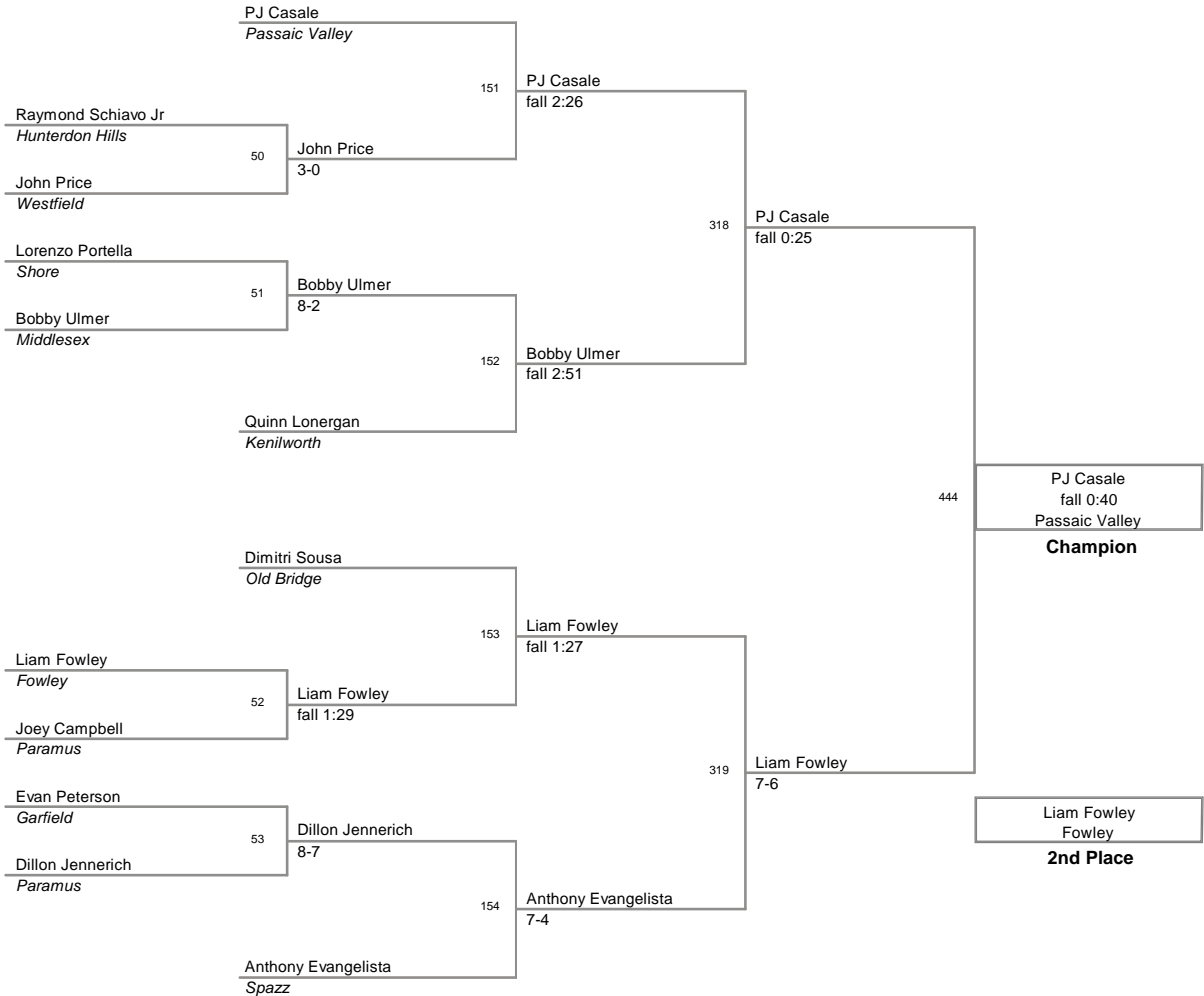 PJ Casale
Passaic Valley
151
PJ Casale
fall 2:26
Raymond Schiavo Jr
Hunterdon Hills
50
John Price
3-0
John Price
Westfield
318
PJ Casale
fall 0:25
Lorenzo Portella
Shore
51
Bobby Ulmer
8-2
Bobby Ulmer
Middlesex
152
Bobby Ulmer
fall 2:51
Quinn Lonergan
Kenilworth
444
PJ Casale
fall 0:40
Passaic Valley
Champion
Dimitri Sousa
Old Bridge
153
Liam Fowley
fall 1:27
Liam Fowley
Fowley
52
Liam Fowley
fall 1:29
Joey Campbell
Paramus
319
Liam Fowley
7-6
Evan Peterson
Garfield
53
Dillon Jennerich
8-7
Dillon Jennerich
Paramus
154
Anthony Evangelista
7-4
Anthony Evangelista
Spazz
Liam Fowley
Fowley
2nd Place